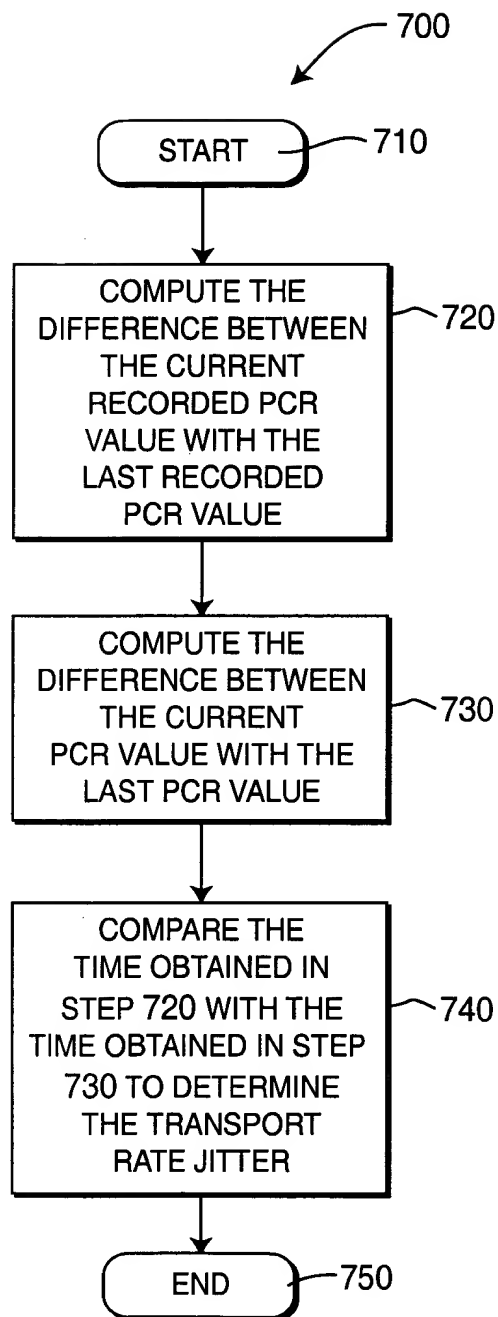 700
START
710
COMPUTE THE
DIFFERENCE BETWEEN
THE CURRENT
RECORDED PCR
VALUE WITH THE
LAST RECORDED
PCR VALUE
720
COMPUTE THE
DIFFERENCE BETWEEN
THE CURRENT
PCR VALUE WITH THE
LAST PCR VALUE
730
COMPARE THE
TIME OBTAINED IN
STEP 720 WITH THE
TIME OBTAINED IN STEP
730 TO DETERMINE
THE TRANSPORT
RATE JITTER
740
END
750